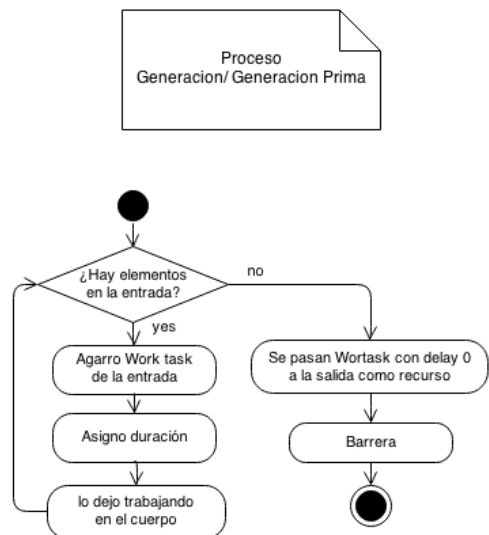 Proceso
Generacion/ Generacion Prima
¿Hay elementos
en la entrada?
no
yes
Agarro Work task
de la entrada
Se pasan Wortask con delay 0
a la salida como recurso
Asigno duración
Barrera
lo dejo trabajando
en el cuerpo